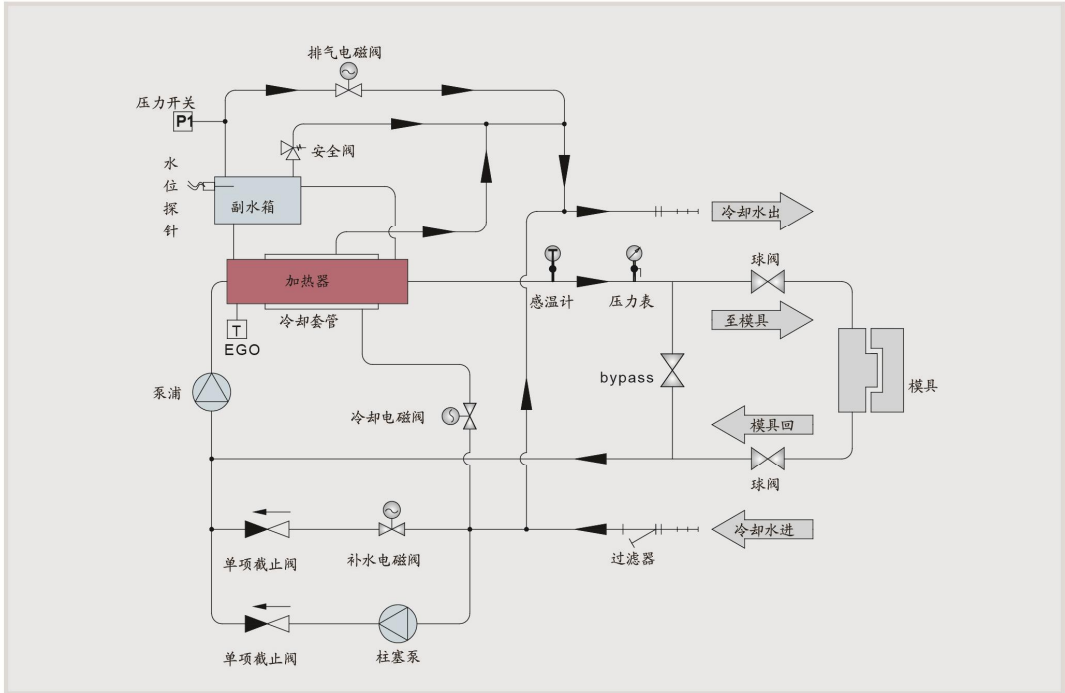 排气电磁阀
压力开关
P1
安全阀
水
位
探
针
副水箱
冷却水出
加热器
感温计
压力表
球阀
至模具
T
EGO
冷却套管
bypass
模具
泵浦
冷却电磁阀
模具回
球阀
冷却水进
过滤器
单项截止阀
补水电磁阀
单项截止阀
柱塞泵